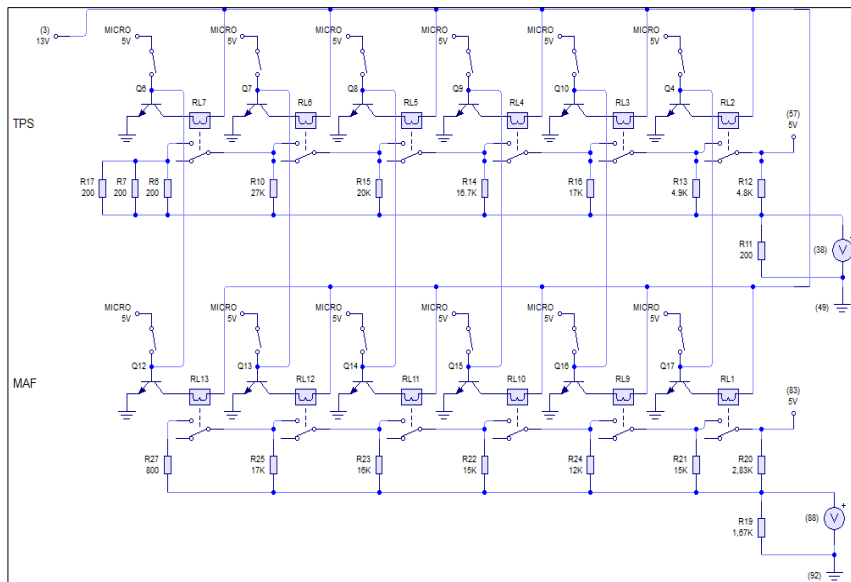 (3)
13V
MICRO 5V MICRO 5V MICRO 5V MICRO 5V MICRO 5V MICRO 5V
Q6 Q7 Q8 Q9 Q10 Q4
RL7 RL6 RL5 RL4 RL3 RL2
TPS
(57)
5V
R17 200 R7 200 R6 200 R10 27K R15 20K R14 16.7K R16 17K R13 4.9K R12 4.8K
R11 200
(38) V
(49)
MICRO 5V MICRO 5V MICRO 5V MICRO 5V MICRO 5V MICRO 5V
Q12 Q13 Q14 Q15 Q16 Q17
RL13 RL12 RL11 RL10 RL9 RL1
MAF
(83)
5V
R27 800 R25 17K R23 16K R22 15K R24 12K R21 15K R20 2,83K
R19 1,67K
(88) V +
(92)